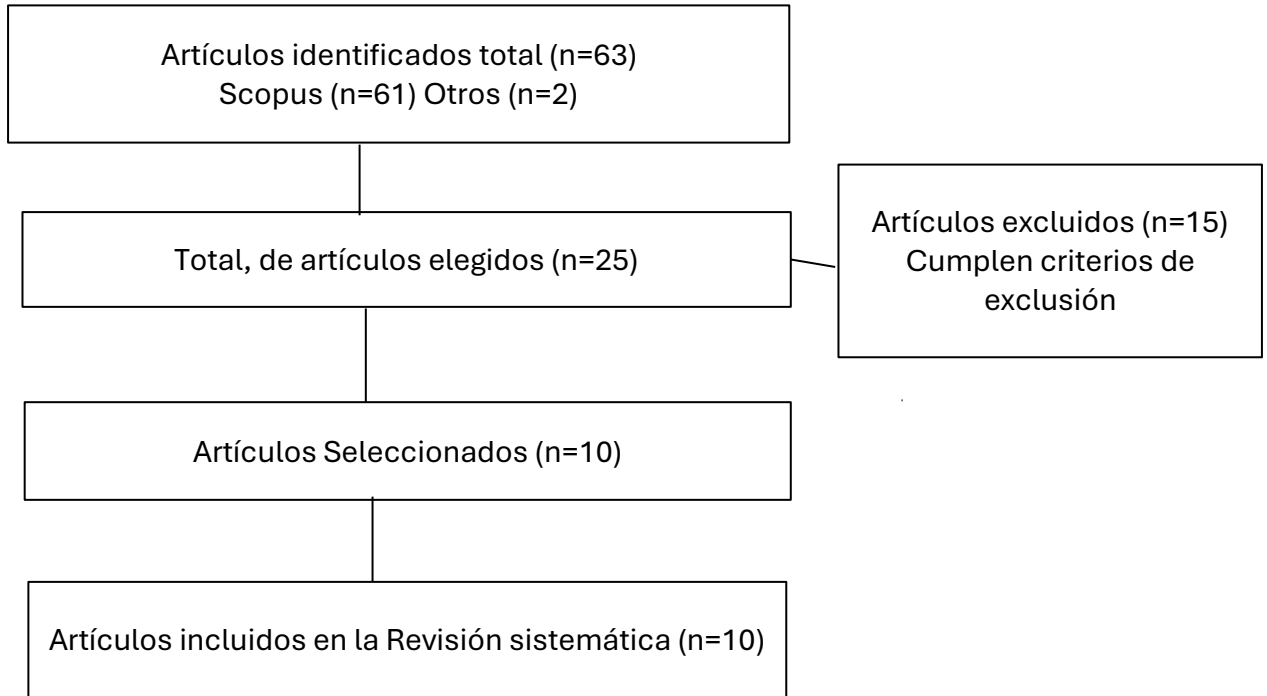 Artículos identificados total (n=63)
Scopus (n=61) Otros (n=2)
Total, de artículos elegidos (n=25)
Artículos excluidos (n=15)
Cumplen criterios de
exclusión
Artículos Seleccionados (n=10)
Artículos incluidos en la Revisión sistemática (n=10)